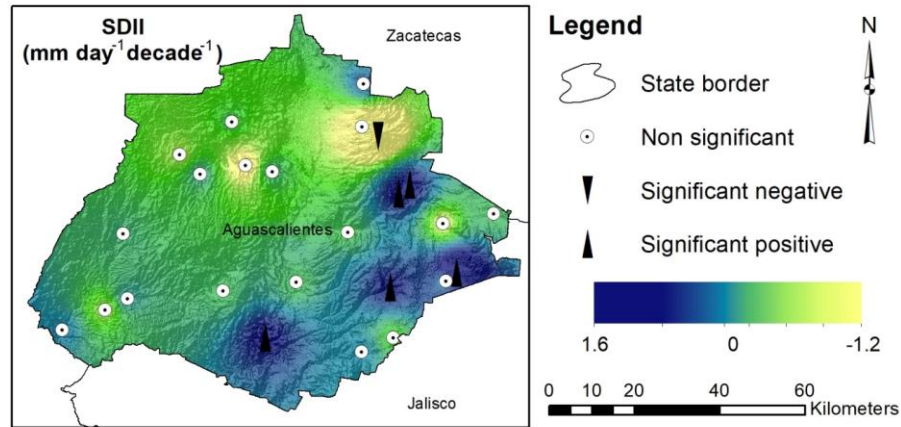 SDII
(mm day⁻¹decade⁻¹)
Zacatecas
Aguascalientes
Jalisco
Legend
N
State border
Non significant
Significant negative
Significant positive
1.6 0 -1.2
0 10 20 40 60
Kilometers